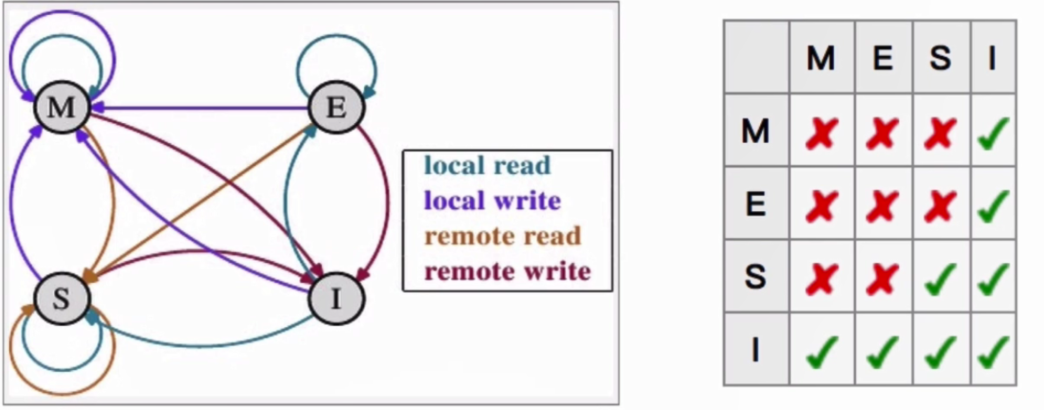 M
E
local read
local write
remote read
remote write
S
I
M E S I
M ✘ ✘ ✘ ✓
E ✘ ✘ ✘ ✓
S ✘ ✘ ✓ ✓
I ✓ ✓ ✓ ✓